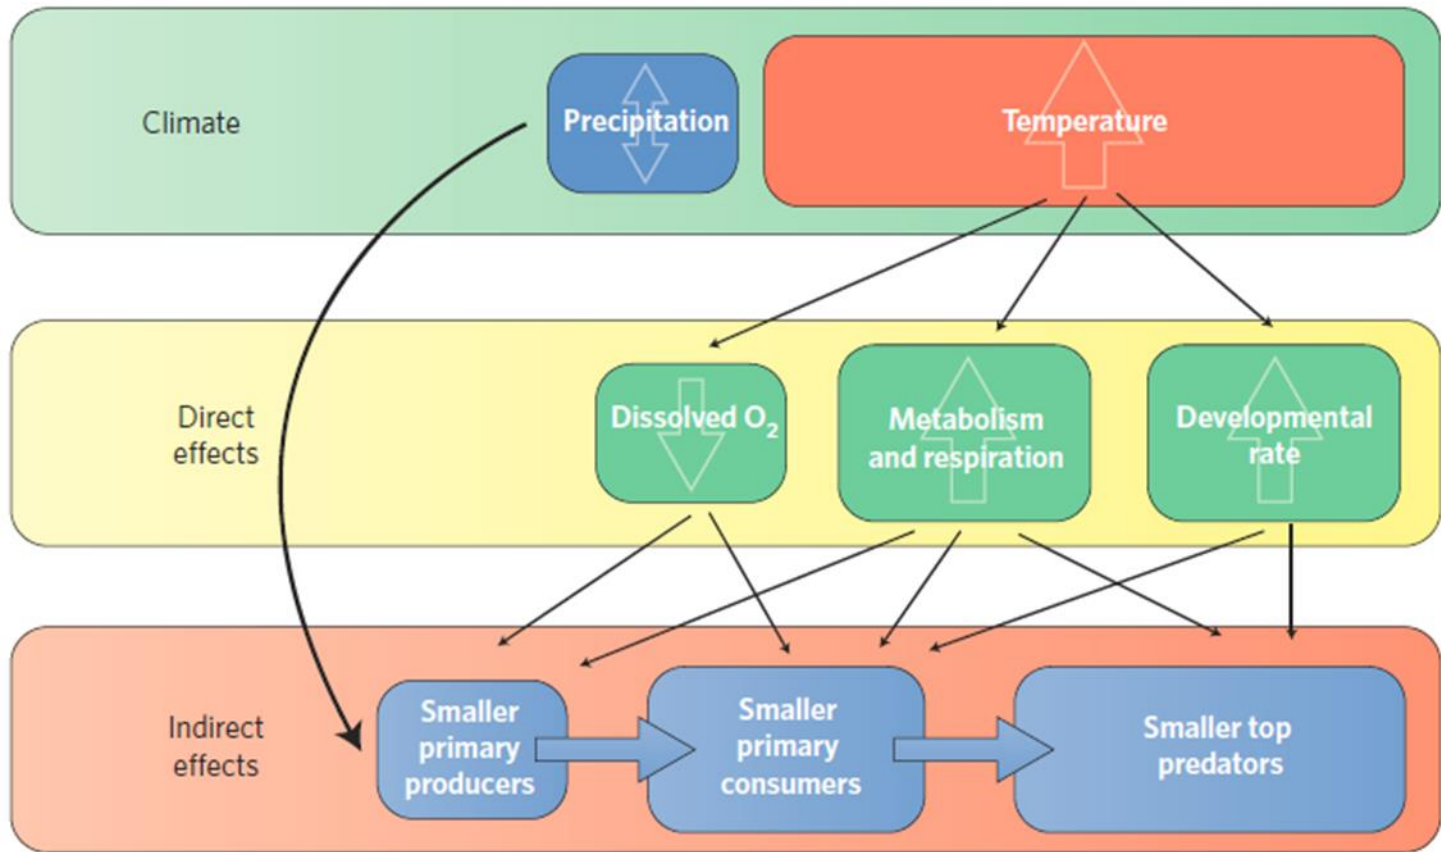 Climate
Precipitation
Temperature
Direct
effects
Dissolved O₂
Metabolism
and respiration
Developmental
rate
Indirect
effects
Smaller
primary
producers
Smaller
primary
consumers
Smaller top
predators